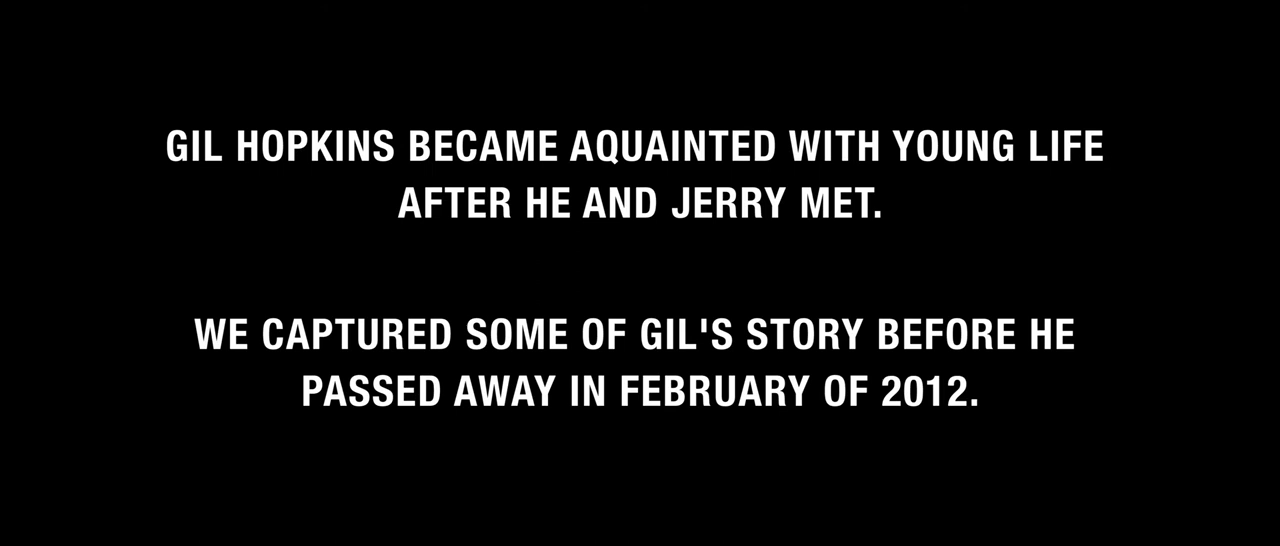 GIL HOPKINS BECAME AQUAINTED WITH YOUNG LIFE
AFTER HE AND JERRY MET.
WE CAPTURED SOME OF GIL'S STORY BEFORE HE
PASSED AWAY IN FEBRUARY OF 2012.